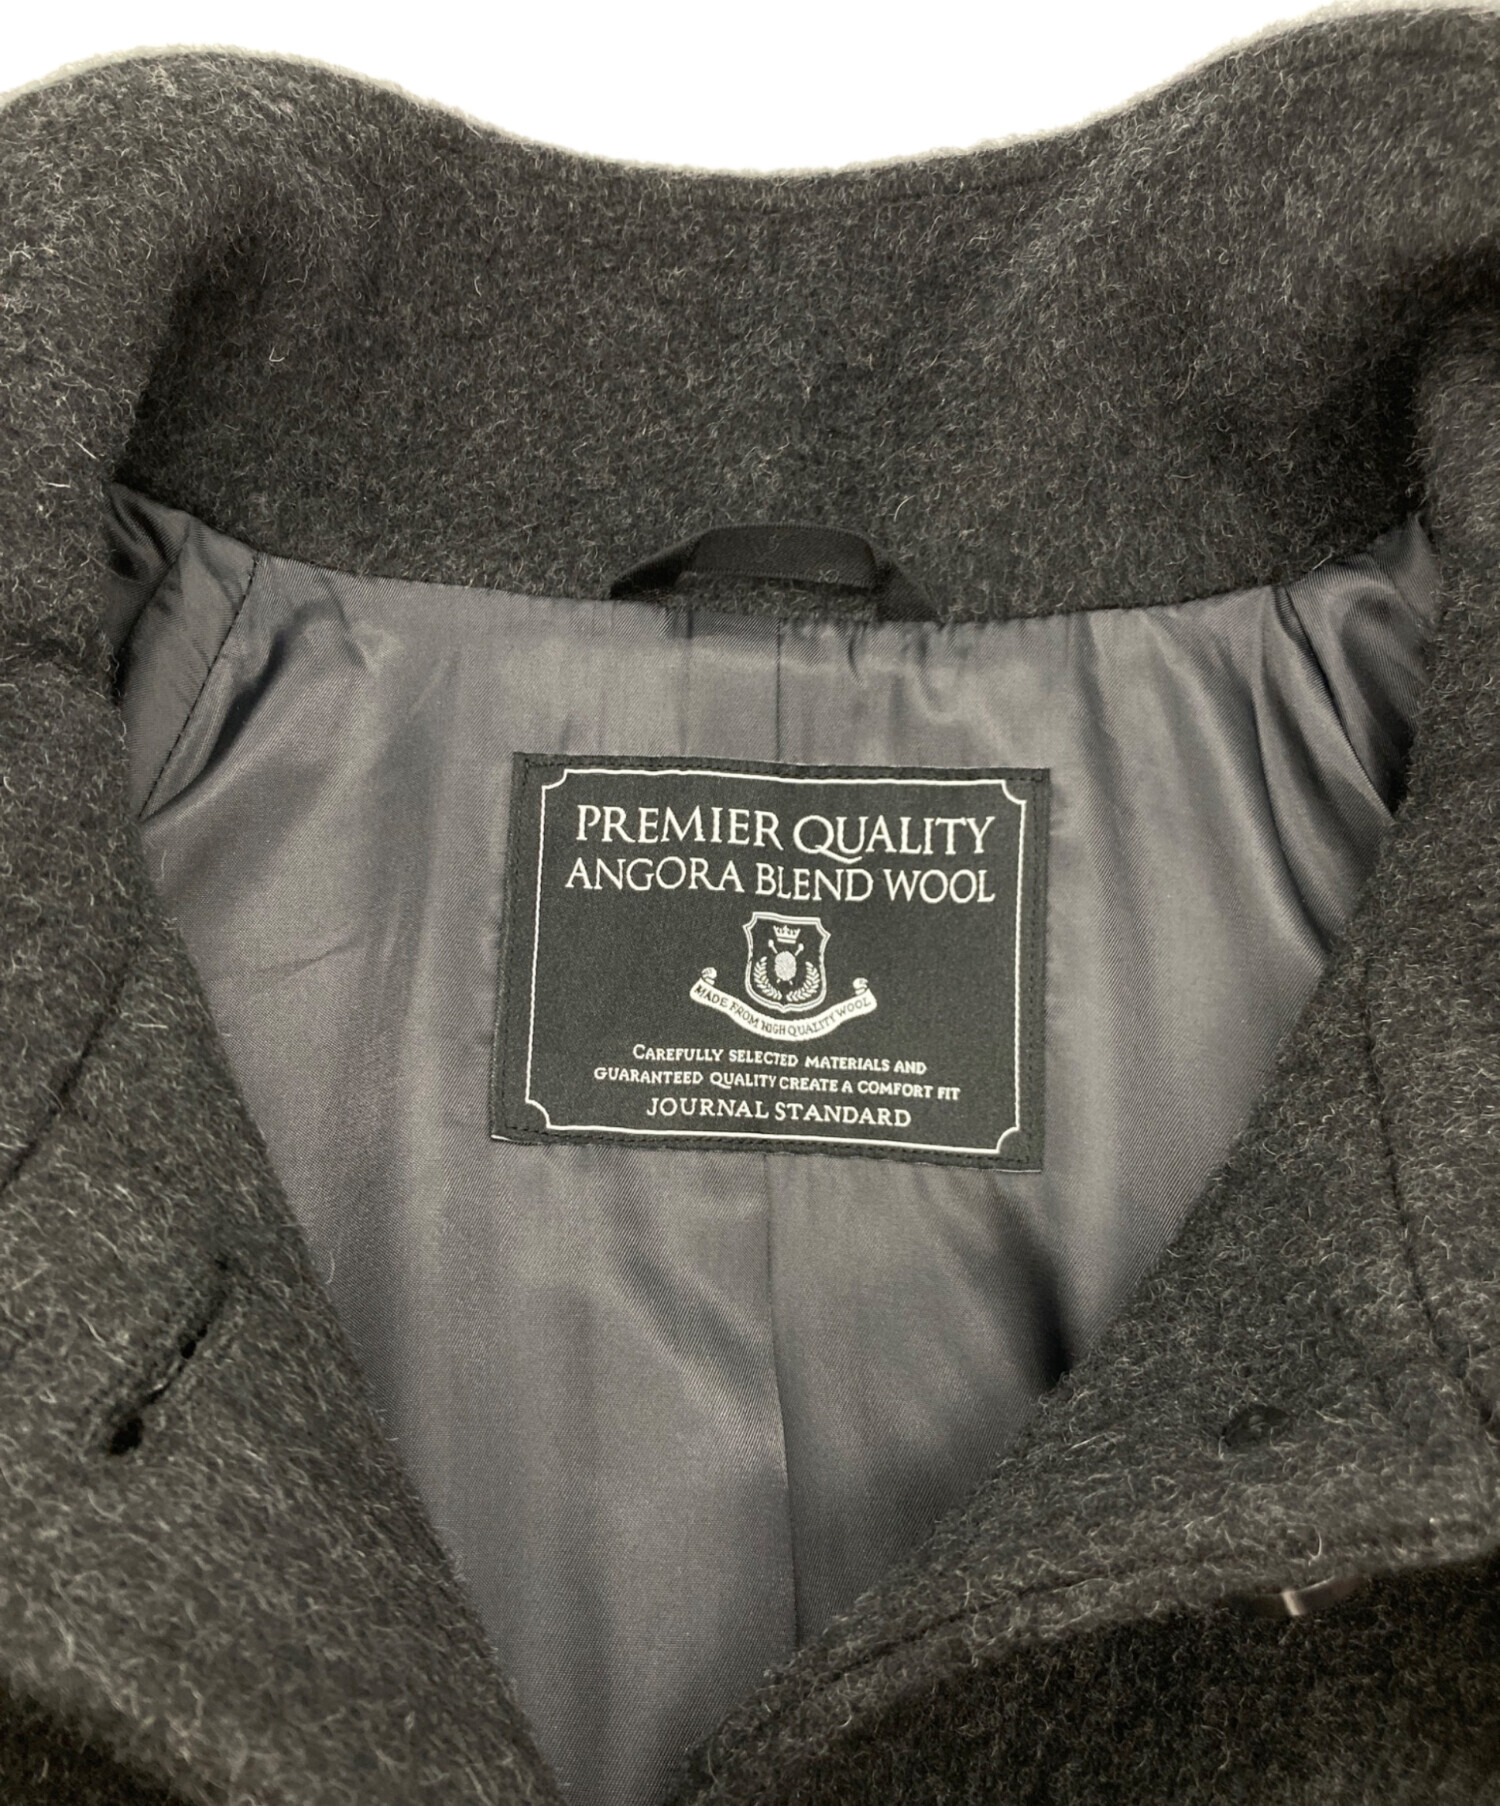 PREMIER QUALITY
ANGORA BLEND WOOL
MADE FROM HIGH QUALITY WOOL
CAREFULLY SELECTED MATERIALS AND
GUARANTEED QUALITY CREATE A COMFORT FIT
JOURNAL STANDARD